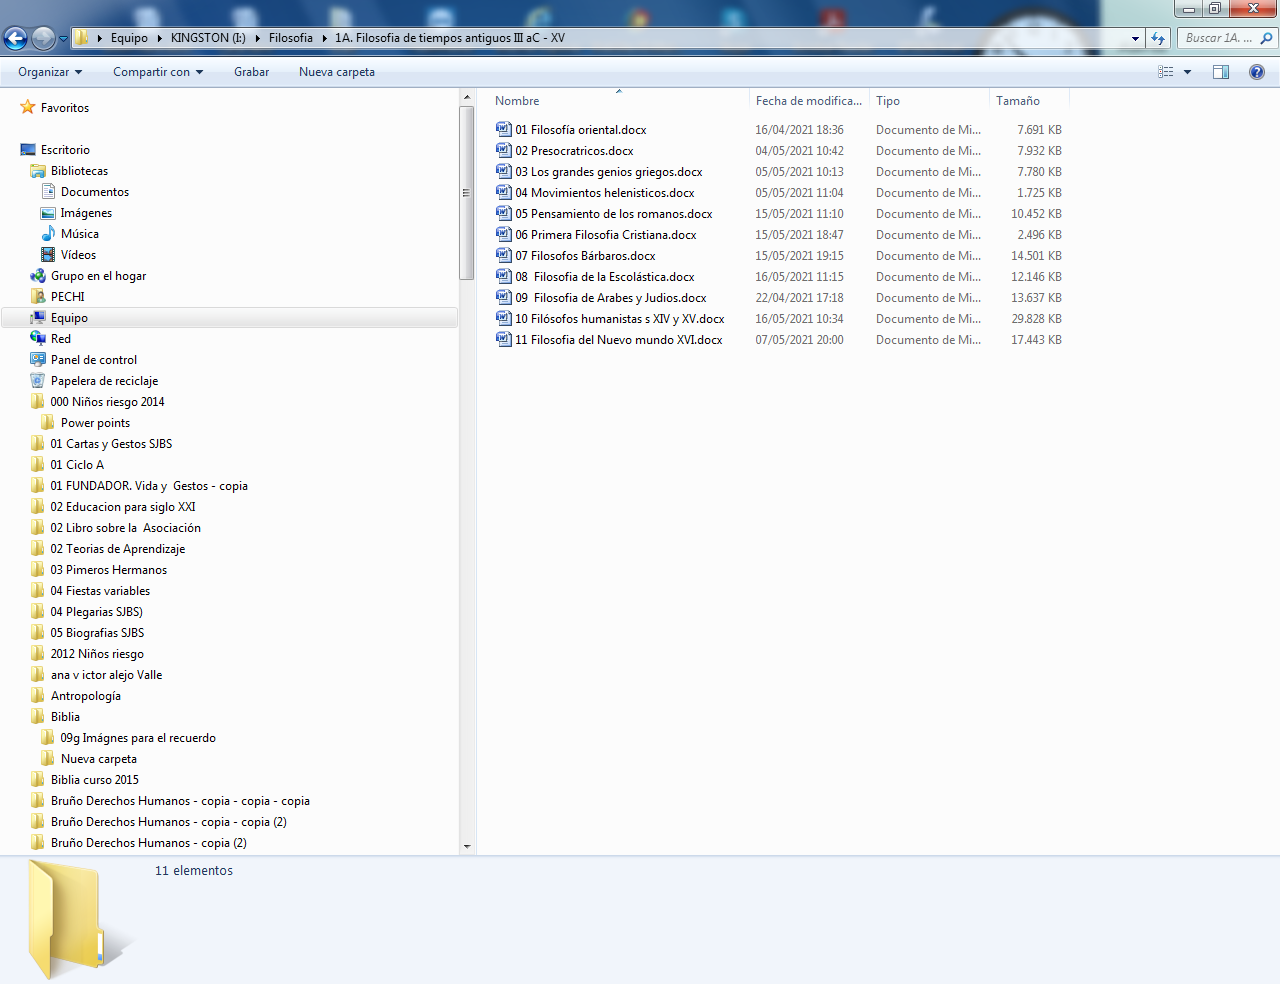 Equipo KINGSTON (I:) Filosofia 1A. Filosofia de tiempos antiguos III aC - XV
Buscar 1A. ...
Organizar Compartir con Grabar Nueva carpeta
Favoritos
Escritorio
Bibliotecas
Documentos
Imágenes
Música
Vídeos
Grupo en el hogar
PECHI
Equipo
Red
Panel de control
Papelera de reciclaje
000 Niños riesgo 2014
Power points
01 Cartas y Gestos SJBS
01 Ciclo A
01 FUNDADOR. Vida y  Gestos - copia
02 Educacion para siglo XXI
02 Libro sobre la  Asociación
02 Teorias de Aprendizaje
03 Pimeros Hermanos
04 Fiestas variables
04 Plegarias SJBS)
05 Biografias SJBS
2012 Niños riesgo
ana v ictor alejo Valle
Antropología
Biblia
09g Imágnes para el recuerdo
Nueva carpeta
Biblia curso 2015
Bruño Derechos Humanos - copia - copia - copia
Bruño Derechos Humanos - copia - copia (2)
Bruño Derechos Humanos - copia (2)
Nombre Fecha de modifica... Tipo Tamaño
01 Filosofía oriental.docx 16/04/2021 18:36 Documento de Mi... 7.691 KB
02 Presocratricos.docx 04/05/2021 10:42 Documento de Mi... 7.932 KB
03 Los grandes genios griegos.docx 05/05/2021 10:13 Documento de Mi... 7.780 KB
04 Movimientos helenisticos.docx 05/05/2021 11:04 Documento de Mi... 1.725 KB
05 Pensamiento de los romanos.docx 15/05/2021 11:10 Documento de Mi... 10.452 KB
06 Primera Filosofia Cristiana.docx 15/05/2021 18:47 Documento de Mi... 2.496 KB
07 Filosofos Bárbaros.docx 15/05/2021 19:15 Documento de Mi... 14.501 KB
08  Filosofia de la Escolástica.docx 16/05/2021 11:15 Documento de Mi... 12.146 KB
09  Filosofia de Arabes y Judios.docx 22/04/2021 17:18 Documento de Mi... 13.637 KB
10 Filósofos humanistas s XIV y XV.docx 16/05/2021 10:34 Documento de Mi... 29.828 KB
11 Filosofia del Nuevo mundo XVI.docx 07/05/2021 20:00 Documento de Mi... 17.443 KB
11 elementos